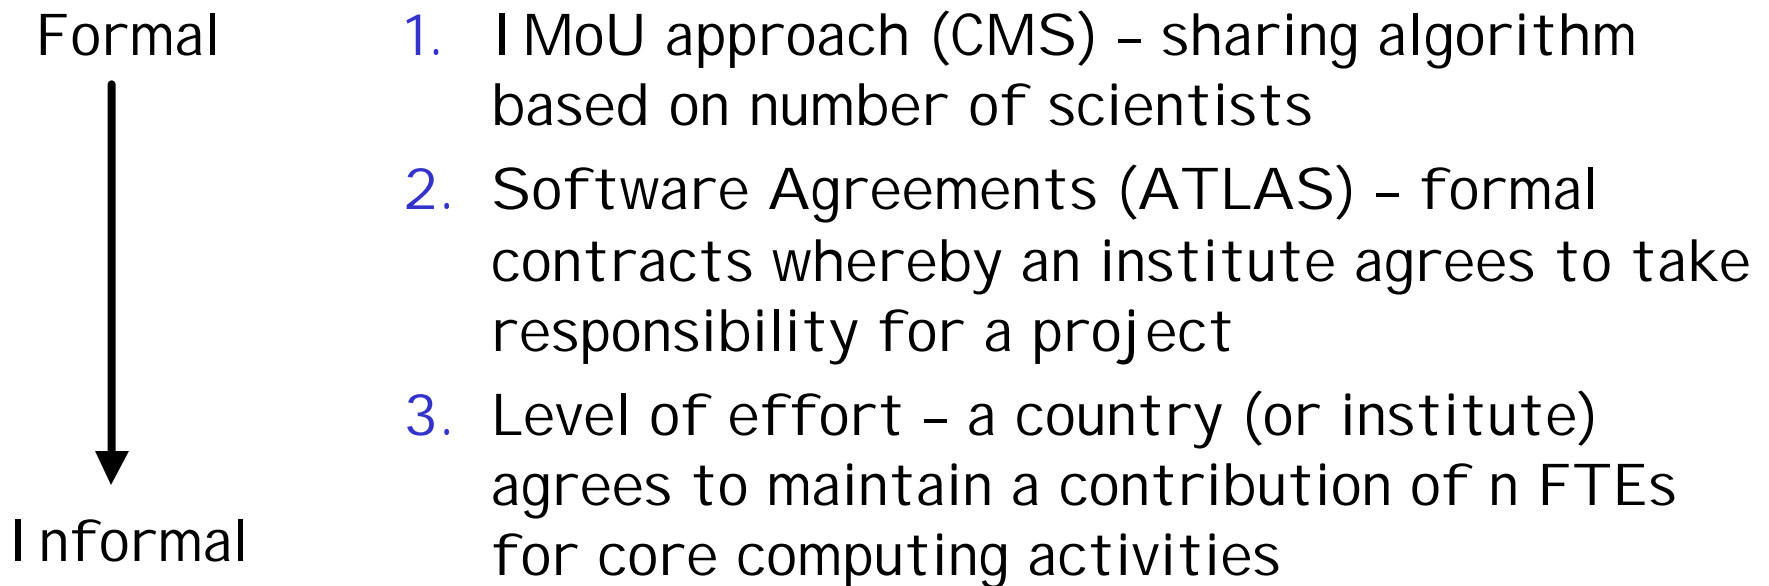 Formal
1. IMoU approach (CMS) – sharing algorithm
based on number of scientists
2. Software Agreements (ATLAS) – formal
contracts whereby an institute agrees to take
responsibility for a project
3. Level of effort – a country (or institute)
agrees to maintain a contribution of n FTEs
Informal
for core computing activities